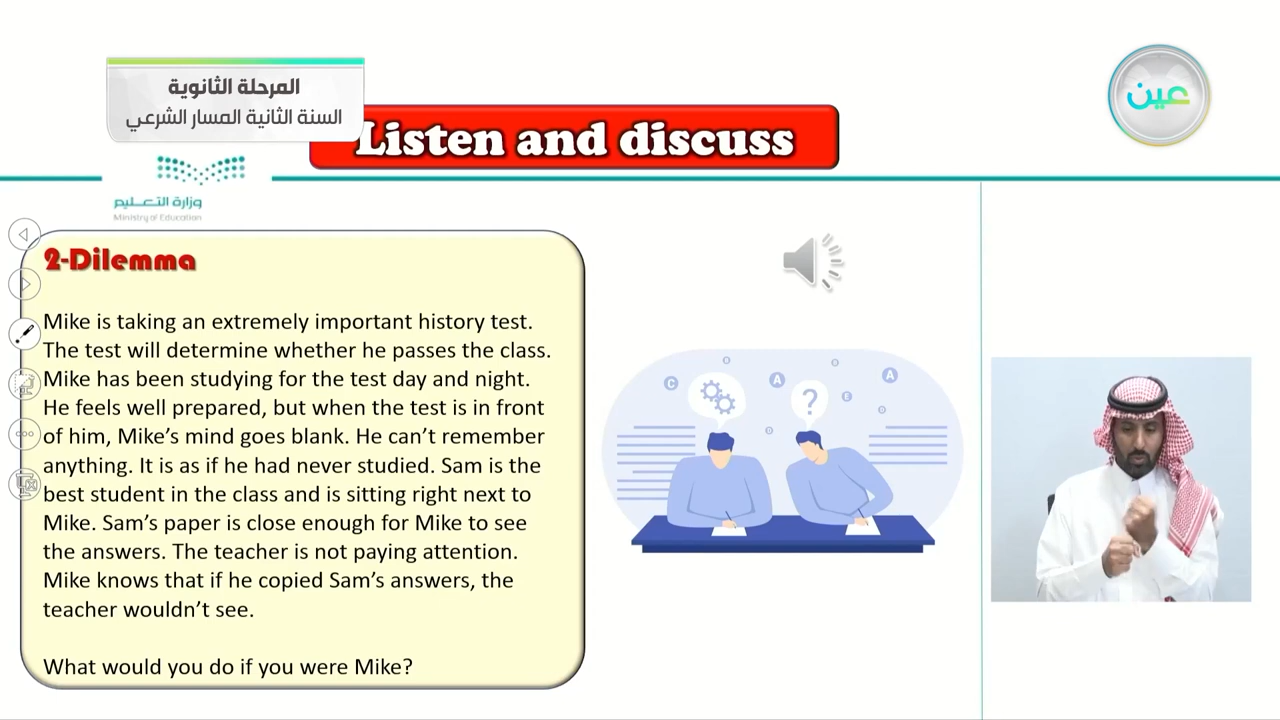 المرحلة الثانوية
السنة الثانية المسار الشرعي
عين
Listen and discuss
وزارة التعليم
Ministry of Education
2-Dilemma
Mike is taking an extremely important history test.
The test will determine whether he passes the class.
Mike has been studying for the test day and night.
He feels well prepared, but when the test is in front
of him, Mike’s mind goes blank. He can’t remember
anything. It is as if he had never studied. Sam is the
best student in the class and is sitting right next to
Mike. Sam’s paper is close enough for Mike to see
the answers. The teacher is not paying attention.
Mike knows that if he copied Sam’s answers, the
teacher wouldn’t see.
What would you do if you were Mike?
C
B
A
?
B
E
A
D
D